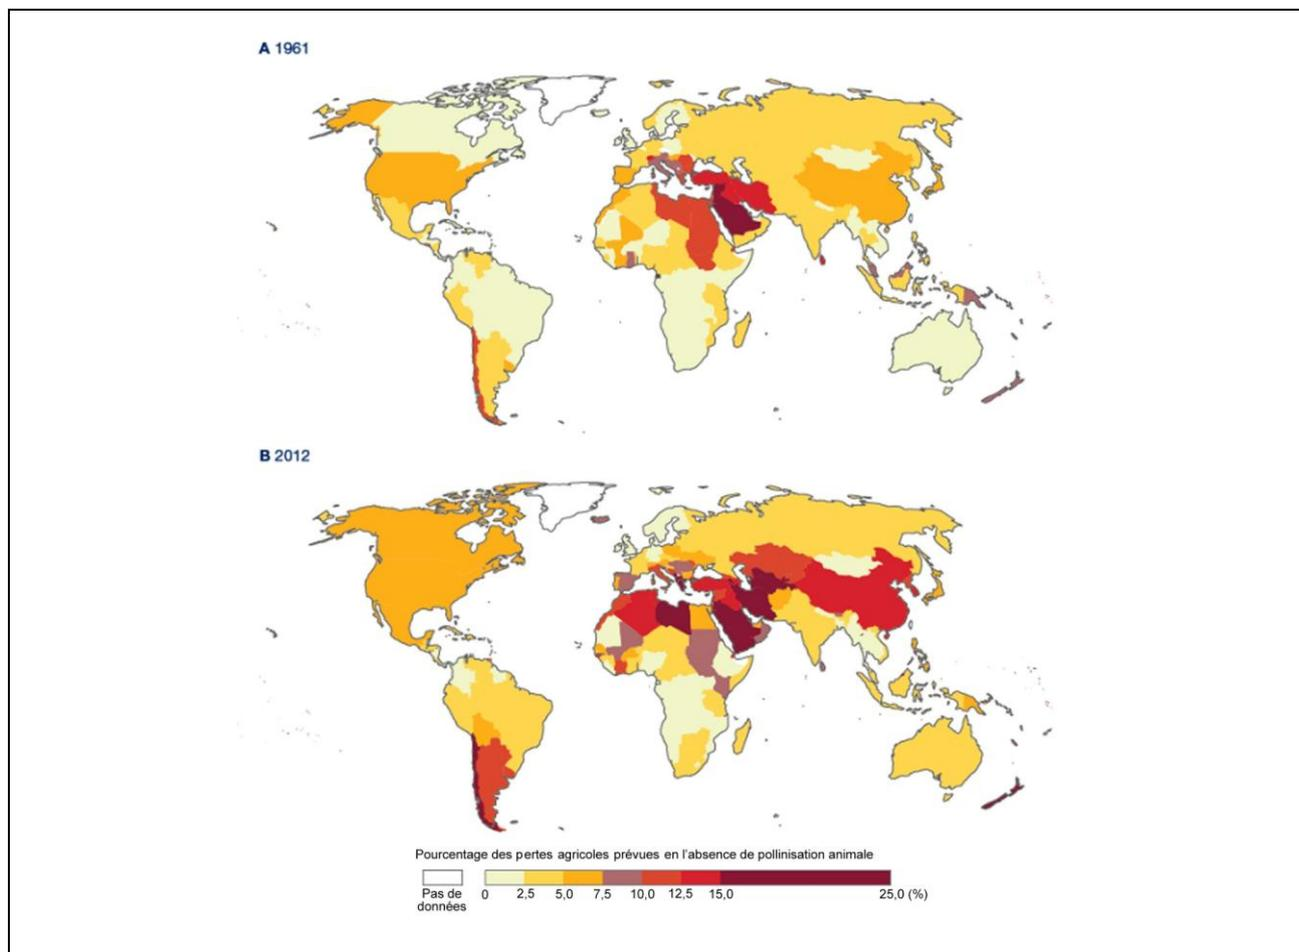 A 1961
B 2012
Pourcentage des pertes agricoles prévues en l'absence de pollinisation animale
Pas de
données
0 2,5 5,0 7,5 10,0 12,5 15,0 25,0 (%)